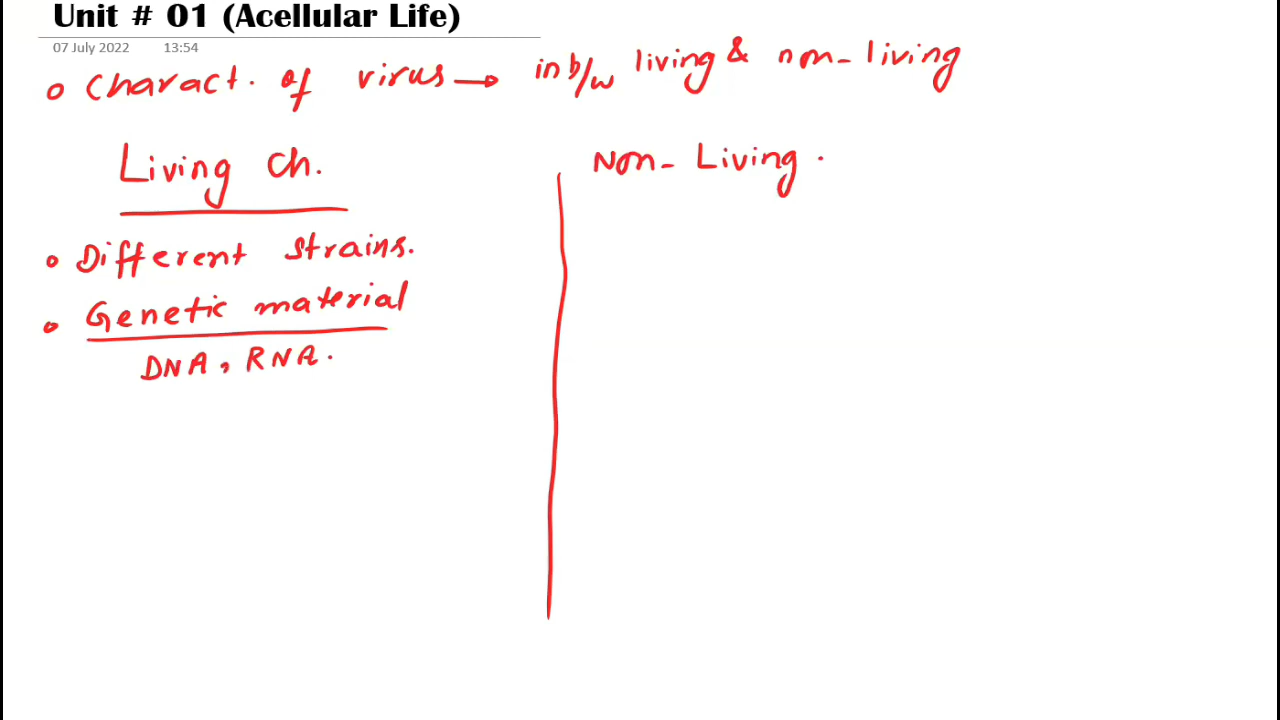 Unit # 01 (Acellular Life)
07 July 2022 13:54
Charact. of virus → in b/w living & non-living
Living Ch.
Non-Living.
Different strains.
Genetic material
DNA, RNA.